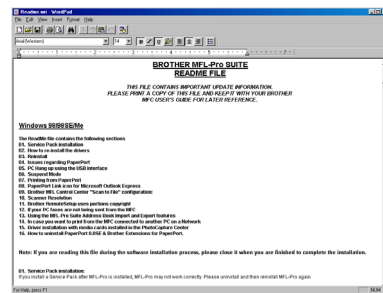 Readme.wri - WordPad
File Edit View Insert Format Help
Arial (Western) 14
BROTHER MFL-Pro SUITE
README FILE
THIS FILE CONTAINS IMPORTANT UPDATE INFORMATION.
PLEASE PRINT A COPY OF THIS FILE AND KEEP IT WITH YOUR BROTHER
MFC USER'S GUIDE FOR LATER REFERENCE.
Windows 98/98SE/Me
The ReadMe file contains the following sections
01. Service Pack installation
02. How to re-install the drivers
03. Reinstall
04. Issues regarding PaperPort
05. PC Hang up using the USB interface
06. Suspend Mode
07. Printing from PaperPort
08. PaperPort Link icon for Microsoft Outlook Express
09. Brother MFL Control Center "Scan to File" configuration:
10. Scanner Resolution
11. Brother RemoteSetup uses portions copyright
12. If your PC faxes are not being sent from the MFC
13. Using the MFL-Pro Suite Address Book Import and Export features
14. In case you want to print from the MFC connected to another PC on a Network
15. Driver installation with media cards installed in the PhotoCapture Center
16. How to uninstall PaperPort 8.0SE & Brother Extensions for PaperPort.
Note: If you are reading this file during the software installation process, please close it when you are finished to complete the installation.
01. Service Pack installation:
If you install a Service Pack after MFL-Pro is installed, MFL-Pro may not work correctly. Please uninstall and then reinstall MFL-Pro again.
For Help, press F1
NUM